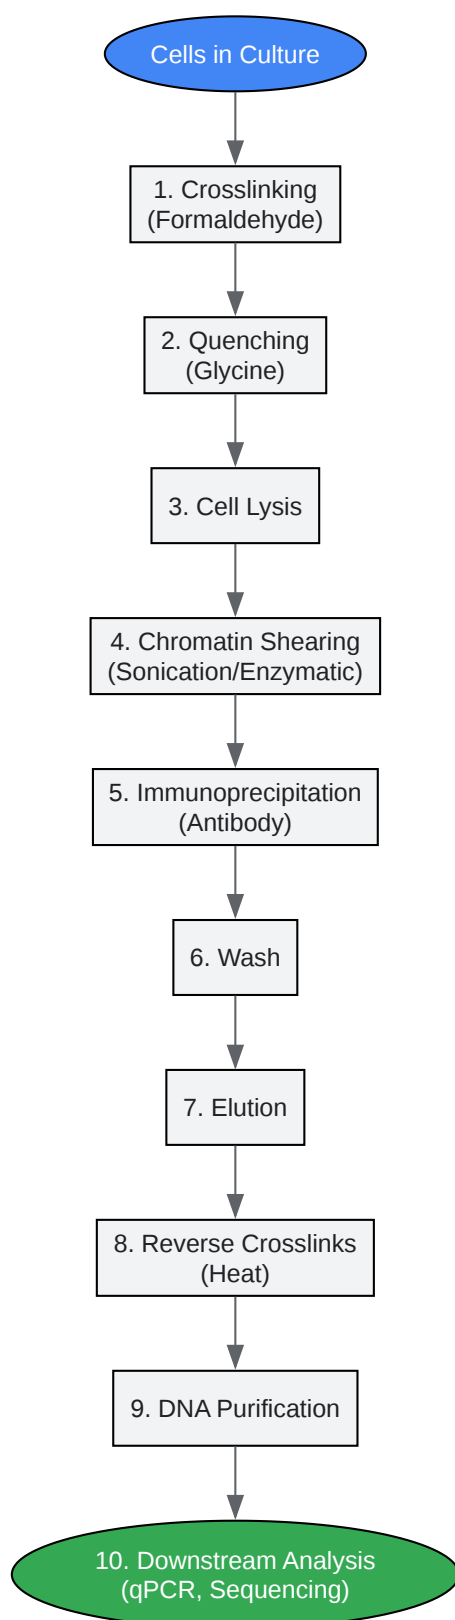 Cells in Culture
1. Crosslinking
(Formaldehyde)
2. Quenching
(Glycine)
3. Cell Lysis
4. Chromatin Shearing
(Sonication/Enzymatic)
5. Immunoprecipitation
(Antibody)
6. Wash
7. Elution
8. Reverse Crosslinks
(Heat)
9. DNA Purification
10. Downstream Analysis
(qPCR, Sequencing)